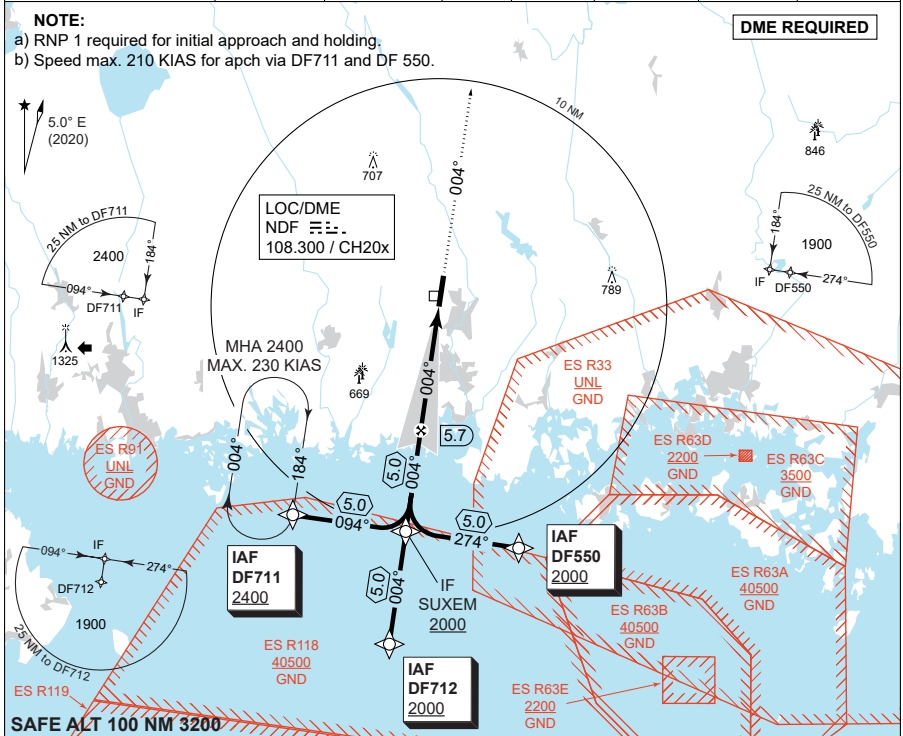 NOTE:
a) RNP 1 required for initial approach and holding.
b) Speed max. 210 KIAS for apch via DF711 and DF 550.
DME REQUIRED
5.0° E
(2020)
10 NM
004°
707
846
LOC/DME
NDF
108.300 / CH20x
25 NM to DF711
2400
184°
094°
DF711
IF
25 NM to DF550
1900
184°
274°
IF
DF550
789
1325
MHA 2400
MAX. 230 KIAS
669
004°
5.7
ES R33
UNL
GND
ES R91
UNL
GND
004°
184°
5.0
004°
ES R63D
2200
GND
ES R63C
3500
GND
5.0
094°
5.0
274°
IAF
DF711
2400
IAF
DF550
2000
IF
SUXEM
2000
094°
IF
274°
DF712
1900
25 NM to DF712
5.0
004°
ES R63A
40500
GND
ES R63B
40500
GND
ES R118
40500
GND
IAF
DF712
2000
ES R63E
2200
GND
ES R119
SAFE ALT 100 NM 3200